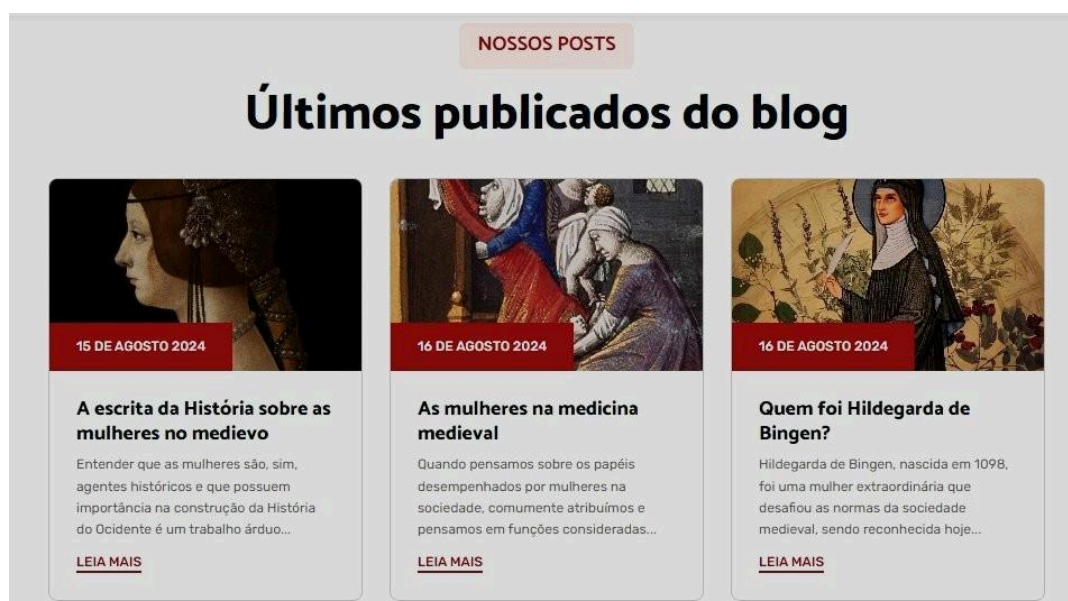 NOSSOS POSTS
Últimos publicados do blog
15 DE AGOSTO 2024
A escrita da História sobre as
mulheres no medievo
Entender que as mulheres são, sim,
agentes históricos e que possuem
importância na construção da História
do Ocidente é um trabalho árduo...
LEIA MAIS
16 DE AGOSTO 2024
As mulheres na medicina
medieval
Quando pensamos sobre os papéis
desempenhados por mulheres na
sociedade, comumente atribuímos e
pensamos em funções consideradas...
LEIA MAIS
16 DE AGOSTO 2024
Quem foi Hildegarda de
Bingen?
Hildegarda de Bingen, nascida em 1098,
foi uma mulher extraordinária que
desafiou as normas da sociedade
medieval, sendo reconhecida hoje...
LEIA MAIS